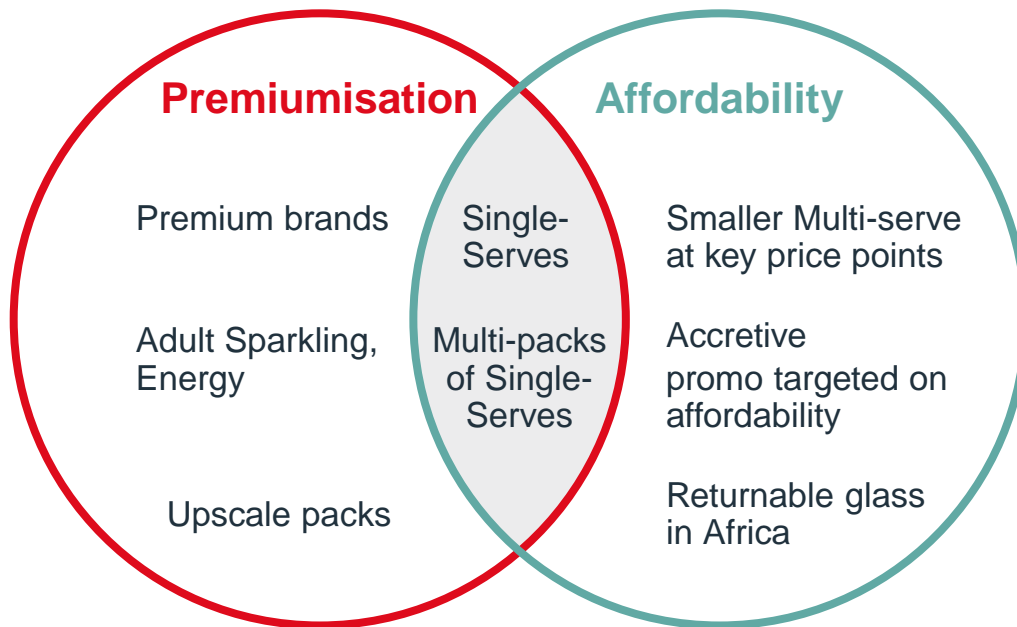 Premiumisation
Affordability
Premium brands
Adult Sparkling,
Energy
Upscale packs
Single-
Serves
Multi-packs
of Single-
Serves
Smaller Multi-serve
at key price points
Accretive
promo targeted on
affordability
Returnable glass
in Africa